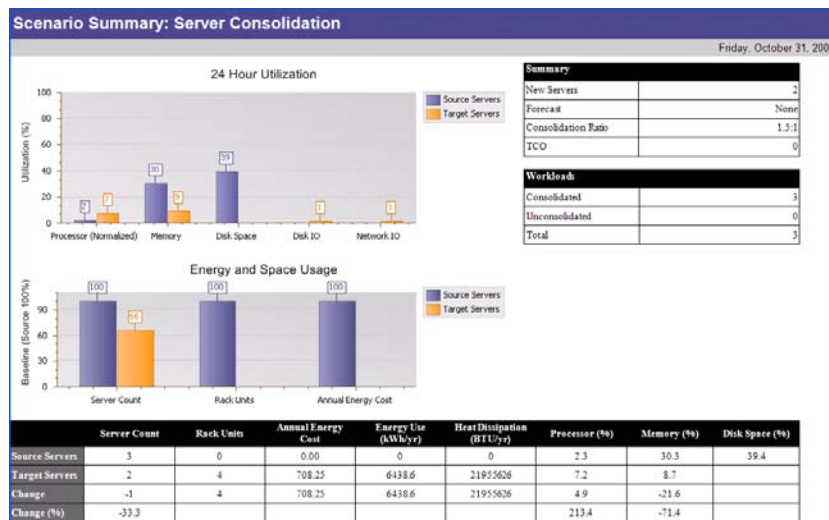 Scenario Summary: Server Consolidation
Friday, October 31, 200
24 Hour Utilization
Utilization (%)
100
80
60
40
20
0
2
7
30
9
39
1
1
Processor (Normalized) Memory Disk Space Disk IO Network IO
Source Servers
Target Servers
Summary
New Servers 2
Forecast None
Consolidation Ratio 1.5:1
TCO 0
Workloads
Consolidated 3
Unconsolidated 0
Total 3
Energy and Space Usage
Baseline (Source 100%)
90
60
30
0
100
66
100
100
Server Count Rack Units Annual Energy Cost
Source Servers
Target Servers
Server Count Rack Units Annual Energy Cost Energy Use (kWh/yr) Heat Dissipation (BTU/yr) Processor (%) Memory (%) Disk Space (%)
Source Servers 3 0 0.00 0 0 2.3 30.3 39.4
Target Servers 2 4 708.25 6438.6 21955626 7.2 8.7
Change -1 4 708.25 6438.6 21955626 4.9 -21.6
Change (%) -33.3 213.4 -71.4